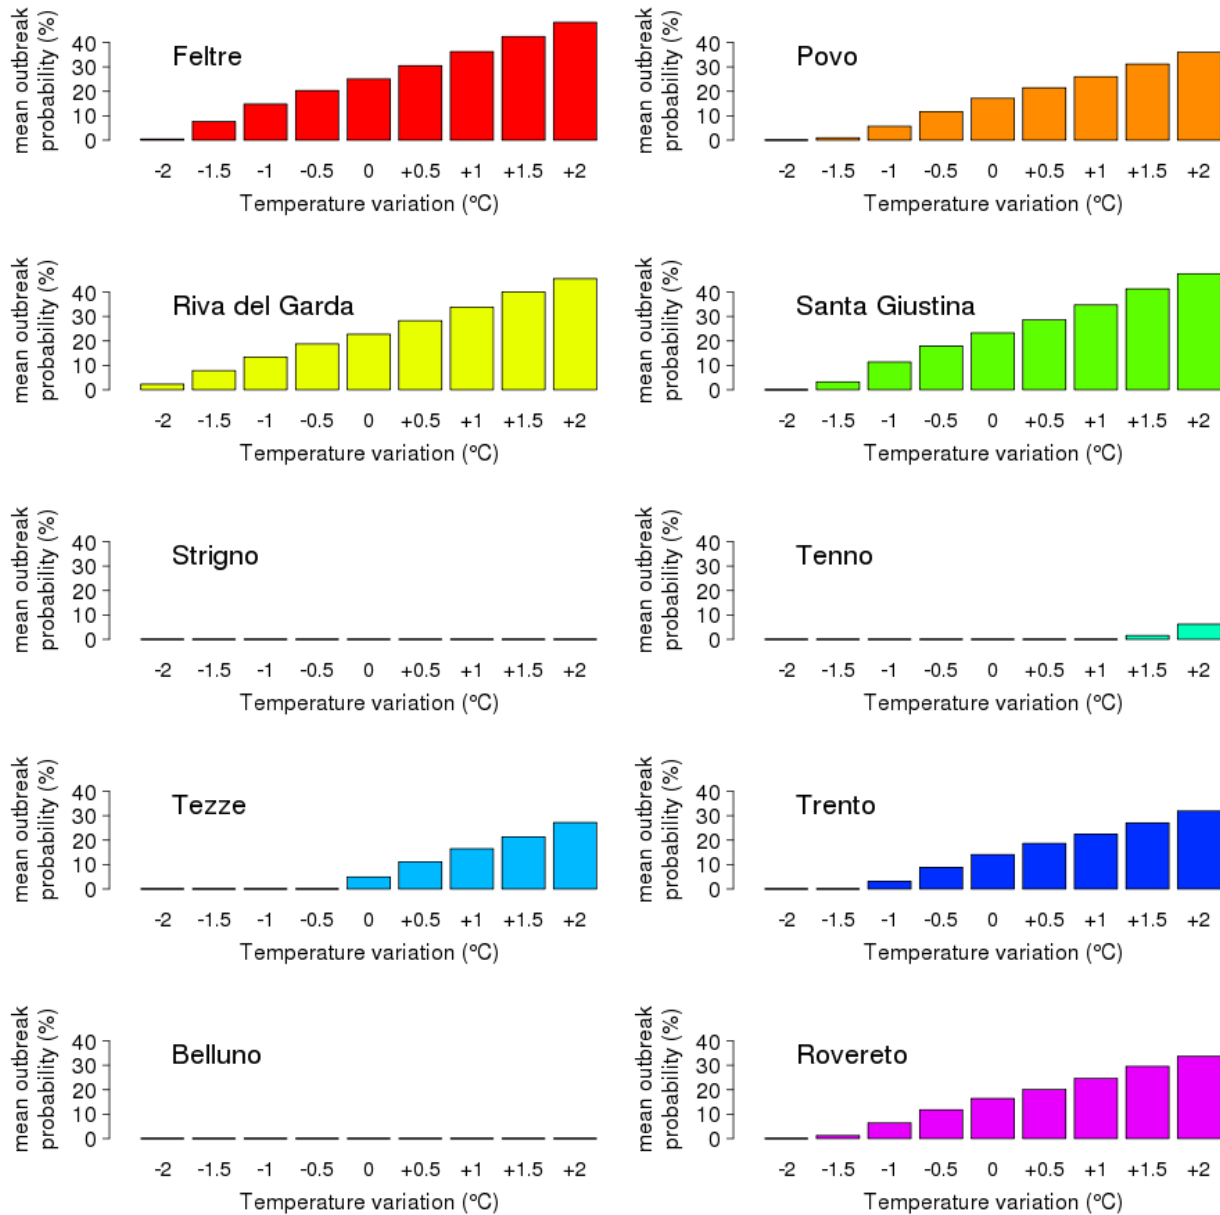 mean outbreak
probability (%)
40
30
20
10
0
Feltre
-2 -1.5 -1 -0.5 0 +0.5 +1 +1.5 +2
Temperature variation (°C)
mean outbreak
probability (%)
40
30
20
10
0
Povo
-2 -1.5 -1 -0.5 0 +0.5 +1 +1.5 +2
Temperature variation (°C)
mean outbreak
probability (%)
40
30
20
10
0
Riva del Garda
-2 -1.5 -1 -0.5 0 +0.5 +1 +1.5 +2
Temperature variation (°C)
mean outbreak
probability (%)
40
30
20
10
0
Santa Giustina
-2 -1.5 -1 -0.5 0 +0.5 +1 +1.5 +2
Temperature variation (°C)
mean outbreak
probability (%)
40
30
20
10
0
Strigno
-2 -1.5 -1 -0.5 0 +0.5 +1 +1.5 +2
Temperature variation (°C)
mean outbreak
probability (%)
40
30
20
10
0
Tenno
-2 -1.5 -1 -0.5 0 +0.5 +1 +1.5 +2
Temperature variation (°C)
mean outbreak
probability (%)
40
30
20
10
0
Tezze
-2 -1.5 -1 -0.5 0 +0.5 +1 +1.5 +2
Temperature variation (°C)
mean outbreak
probability (%)
40
30
20
10
0
Trento
-2 -1.5 -1 -0.5 0 +0.5 +1 +1.5 +2
Temperature variation (°C)
mean outbreak
probability (%)
40
30
20
10
0
Belluno
-2 -1.5 -1 -0.5 0 +0.5 +1 +1.5 +2
Temperature variation (°C)
mean outbreak
probability (%)
40
30
20
10
0
Rovereto
-2 -1.5 -1 -0.5 0 +0.5 +1 +1.5 +2
Temperature variation (°C)